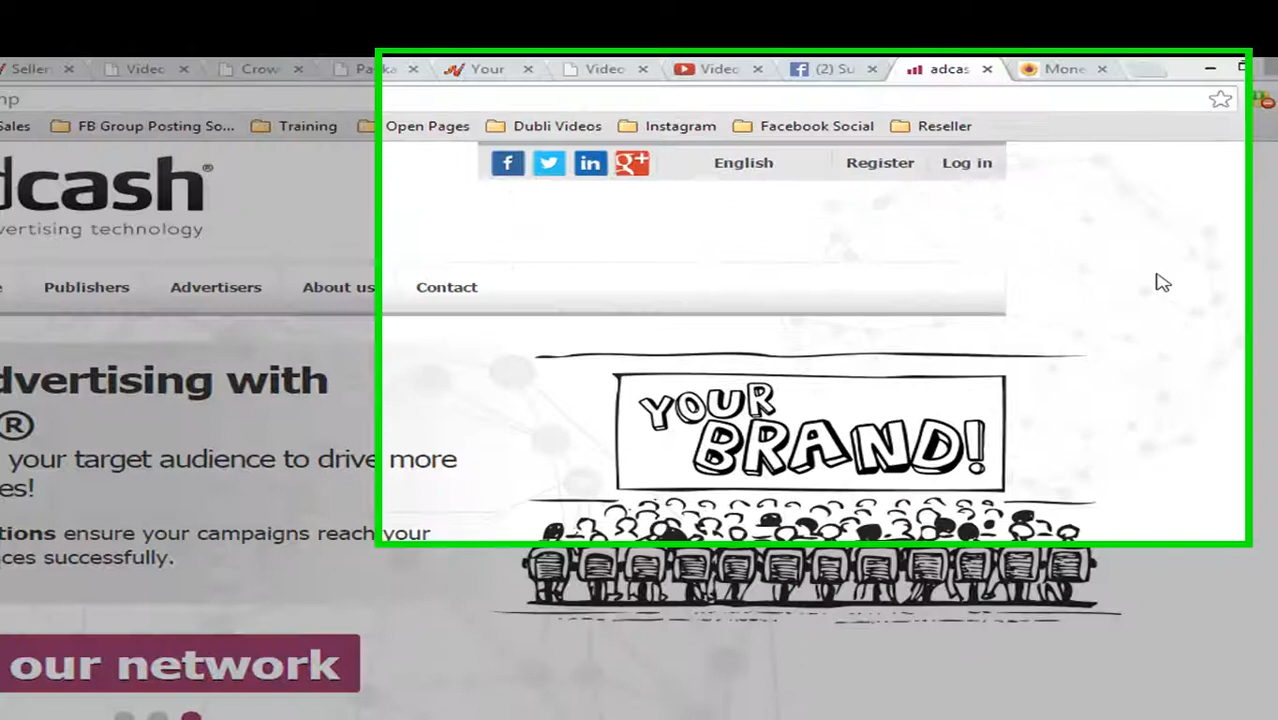 Seller Video Crow Packa Your Video Video (2) Su adcas Mone
FB Group Posting So... Training Open Pages Dubli Videos Instagram Facebook Social Reseller
f in g+ English Register Log in
dcash®
vertising technology
Publishers Advertisers About us Contact
dvertising with
®
your target audience to drive more
es!
tions ensure your campaigns reach your
ces successfully.
our network
YOUR
BRAND!